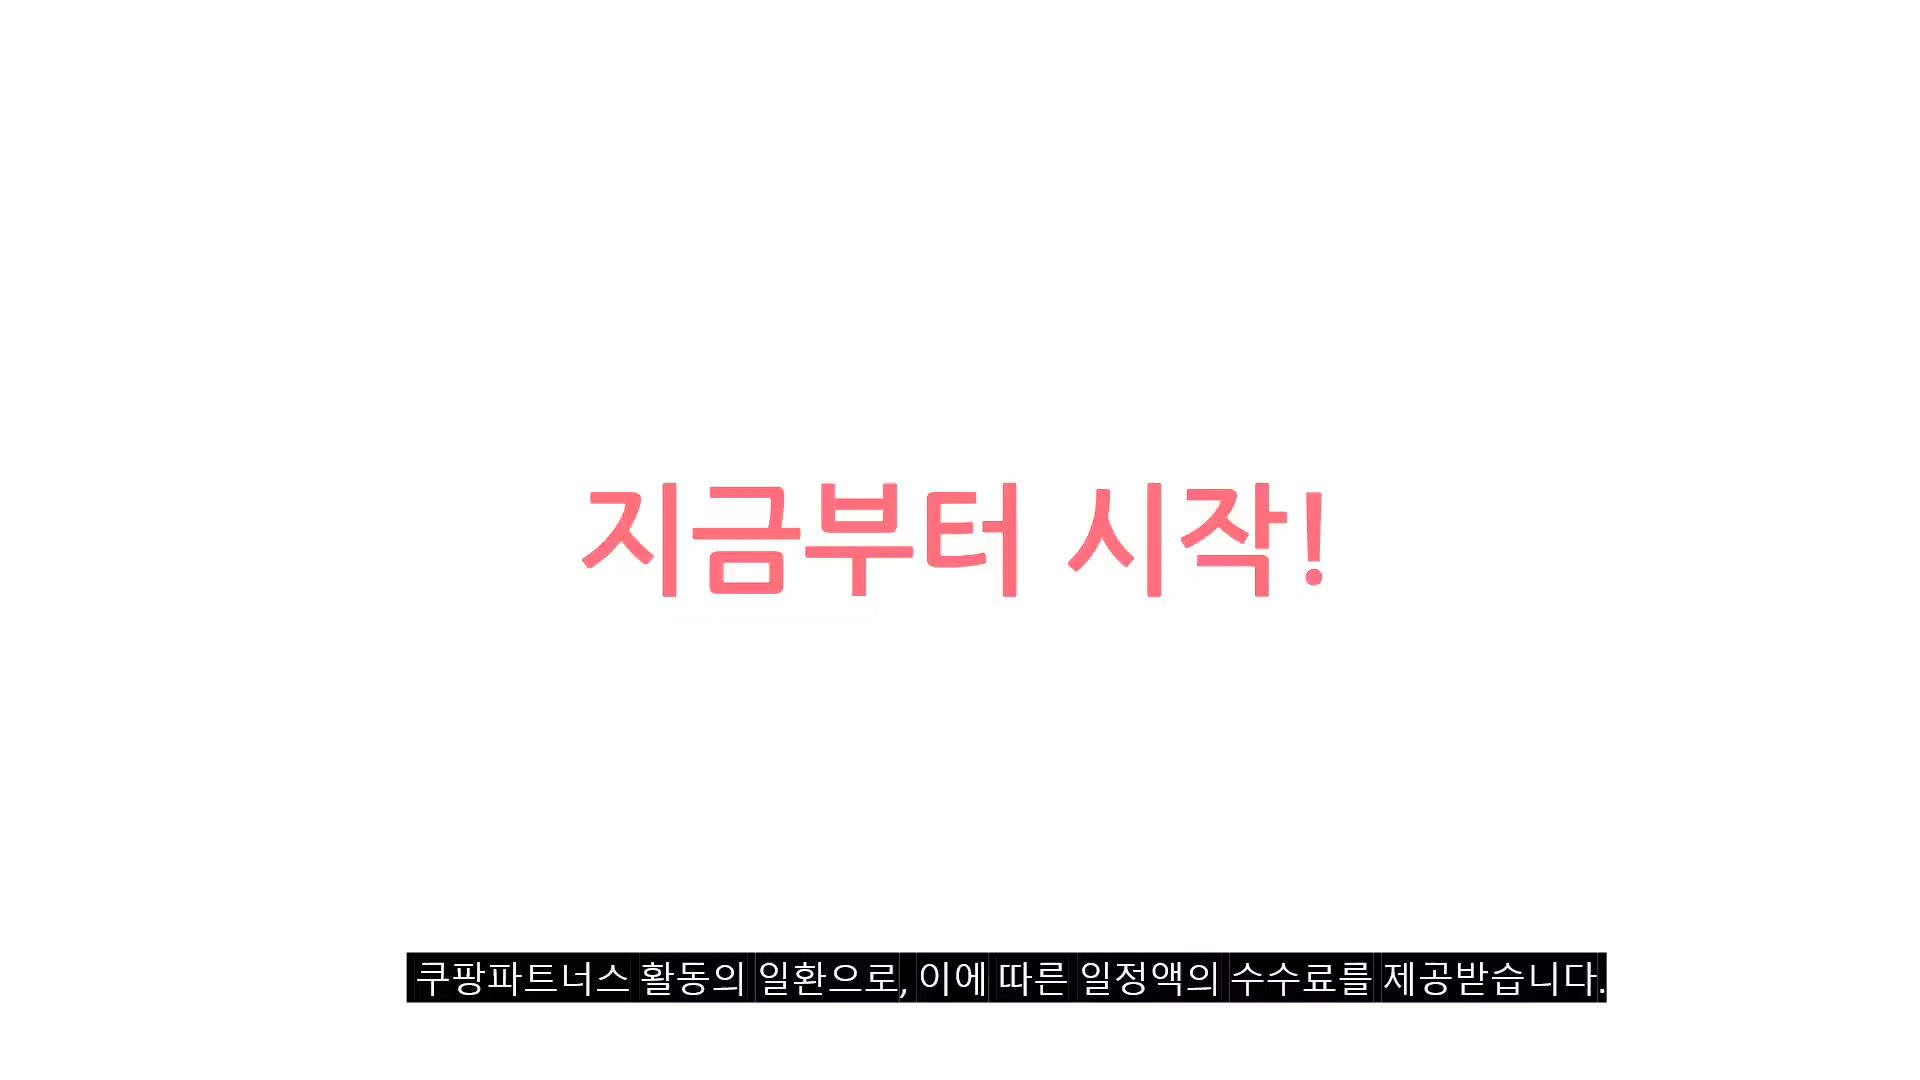 지금부터 시작!
쿠팡파트너스 활동의 일환으로, 이에 따른 일정액의 수수료를 제공받습니다.